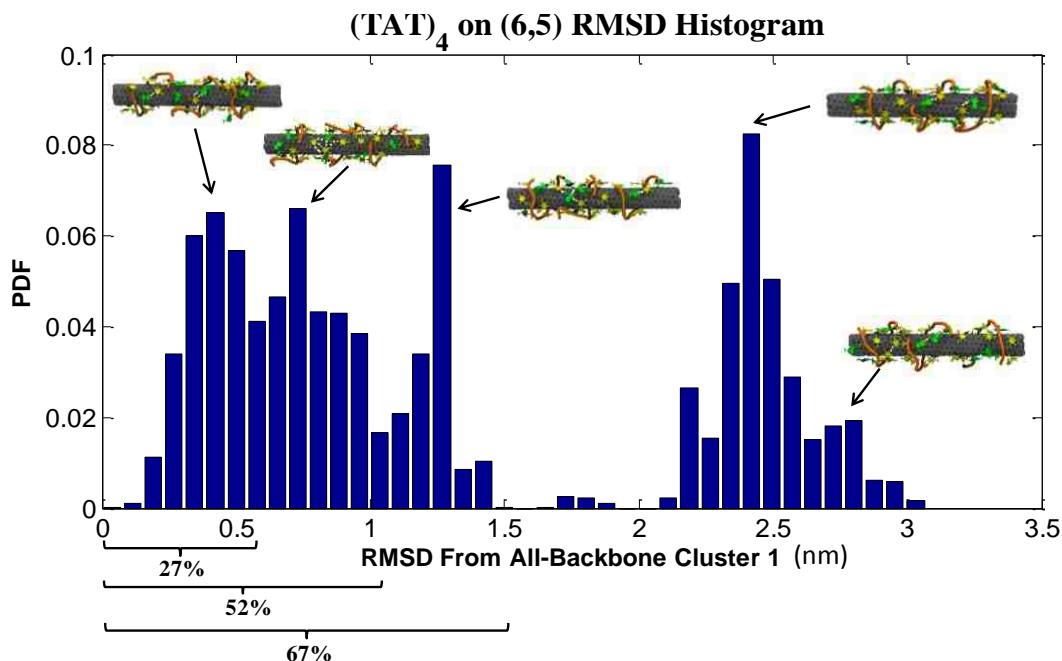 (TAT)4 on (6,5) RMSD Histogram
0.1
0.08
0.06
0.04
0.02
0
PDF
0 0.5 1 1.5 2 2.5 3 3.5
RMSD From All-Backbone Cluster 1 (nm)
27%
52%
67%